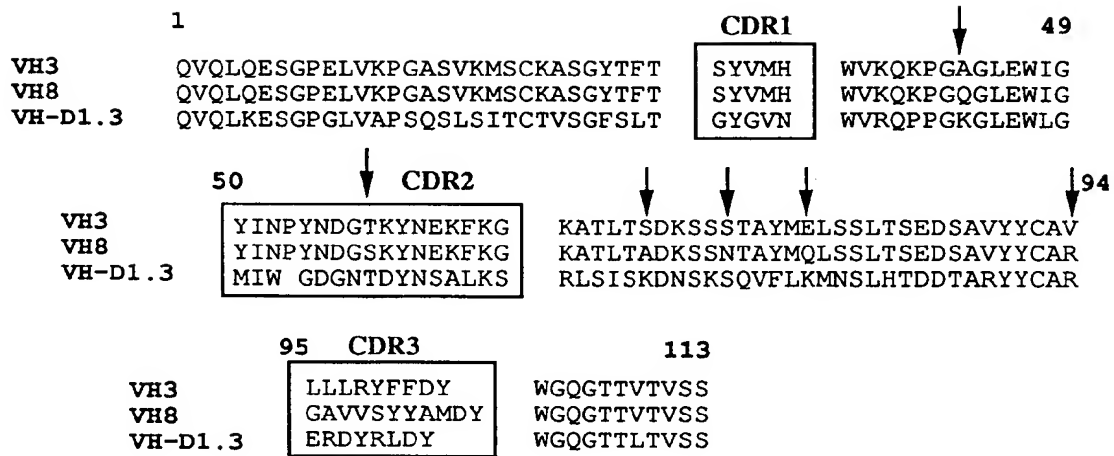 1 CDR1 49
VH3 QVQLQESGPELVKPGASVKMSCKASGYTFT SYVMH WVKQKPGAGLEWIG
VH8 QVQLQESGPELVKPGASVKMSCKASGYTFT SYVMH WVKQKPGQGLEWIG
VH-D1.3 QVQLKESGPGLVAPSQSLSITCTVSGFSLT GYGVN WVRQPPGKGLEWLG
50 CDR2 94
VH3 YINPYNDGTKYNEKFKG KATLTSDKSSSTAYMELSSLTSEDSAVYYCAV
VH8 YINPYNDGSKYNEKFKG KATLTADKSSNTAYMQLSSLTSEDSAVYYCAR
VH-D1.3 MIW GDGNTDYNSALKS RLSISKDNSKSQVFLKMNSLHTDDTARYYCAR
95 CDR3 113
VH3 LLLRYFFDY WGQGTTVTVSS
VH8 GAVVSYYAMDY WGQGTTVTVSS
VH-D1.3 ERDYRLDY WGQGTTLTVSS